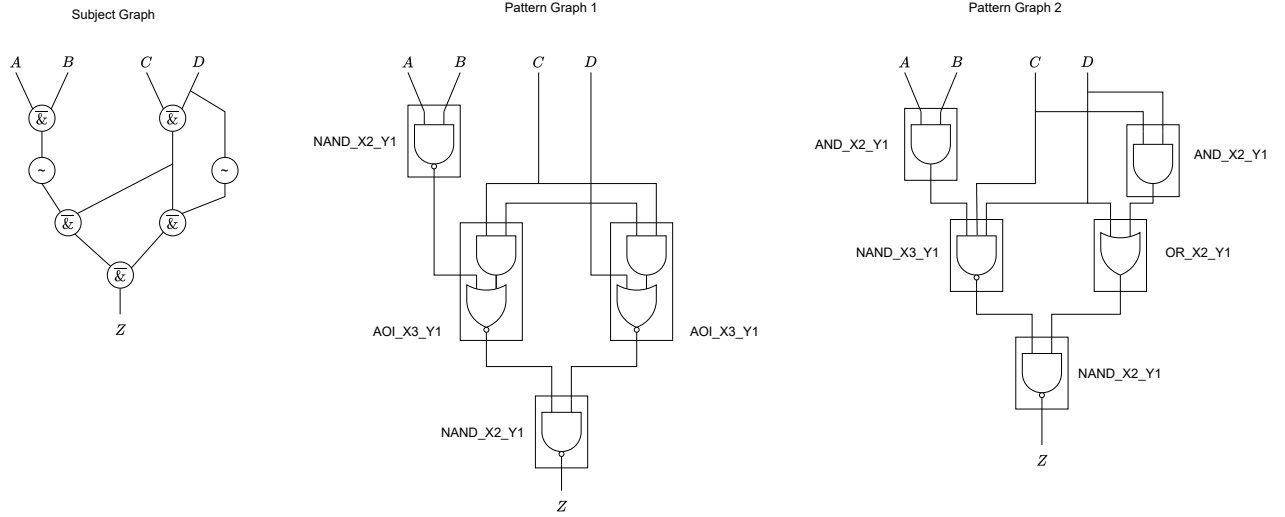 Subject Graph
A B C D
&
&
~
~
&
&
&
Z
Pattern Graph 1
A B C D
NAND_X2_Y1
AOI_X3_Y1
AOI_X3_Y1
NAND_X2_Y1
Z
Pattern Graph 2
A B C D
AND_X2_Y1
AND_X2_Y1
NAND_X3_Y1
OR_X2_Y1
NAND_X2_Y1
Z